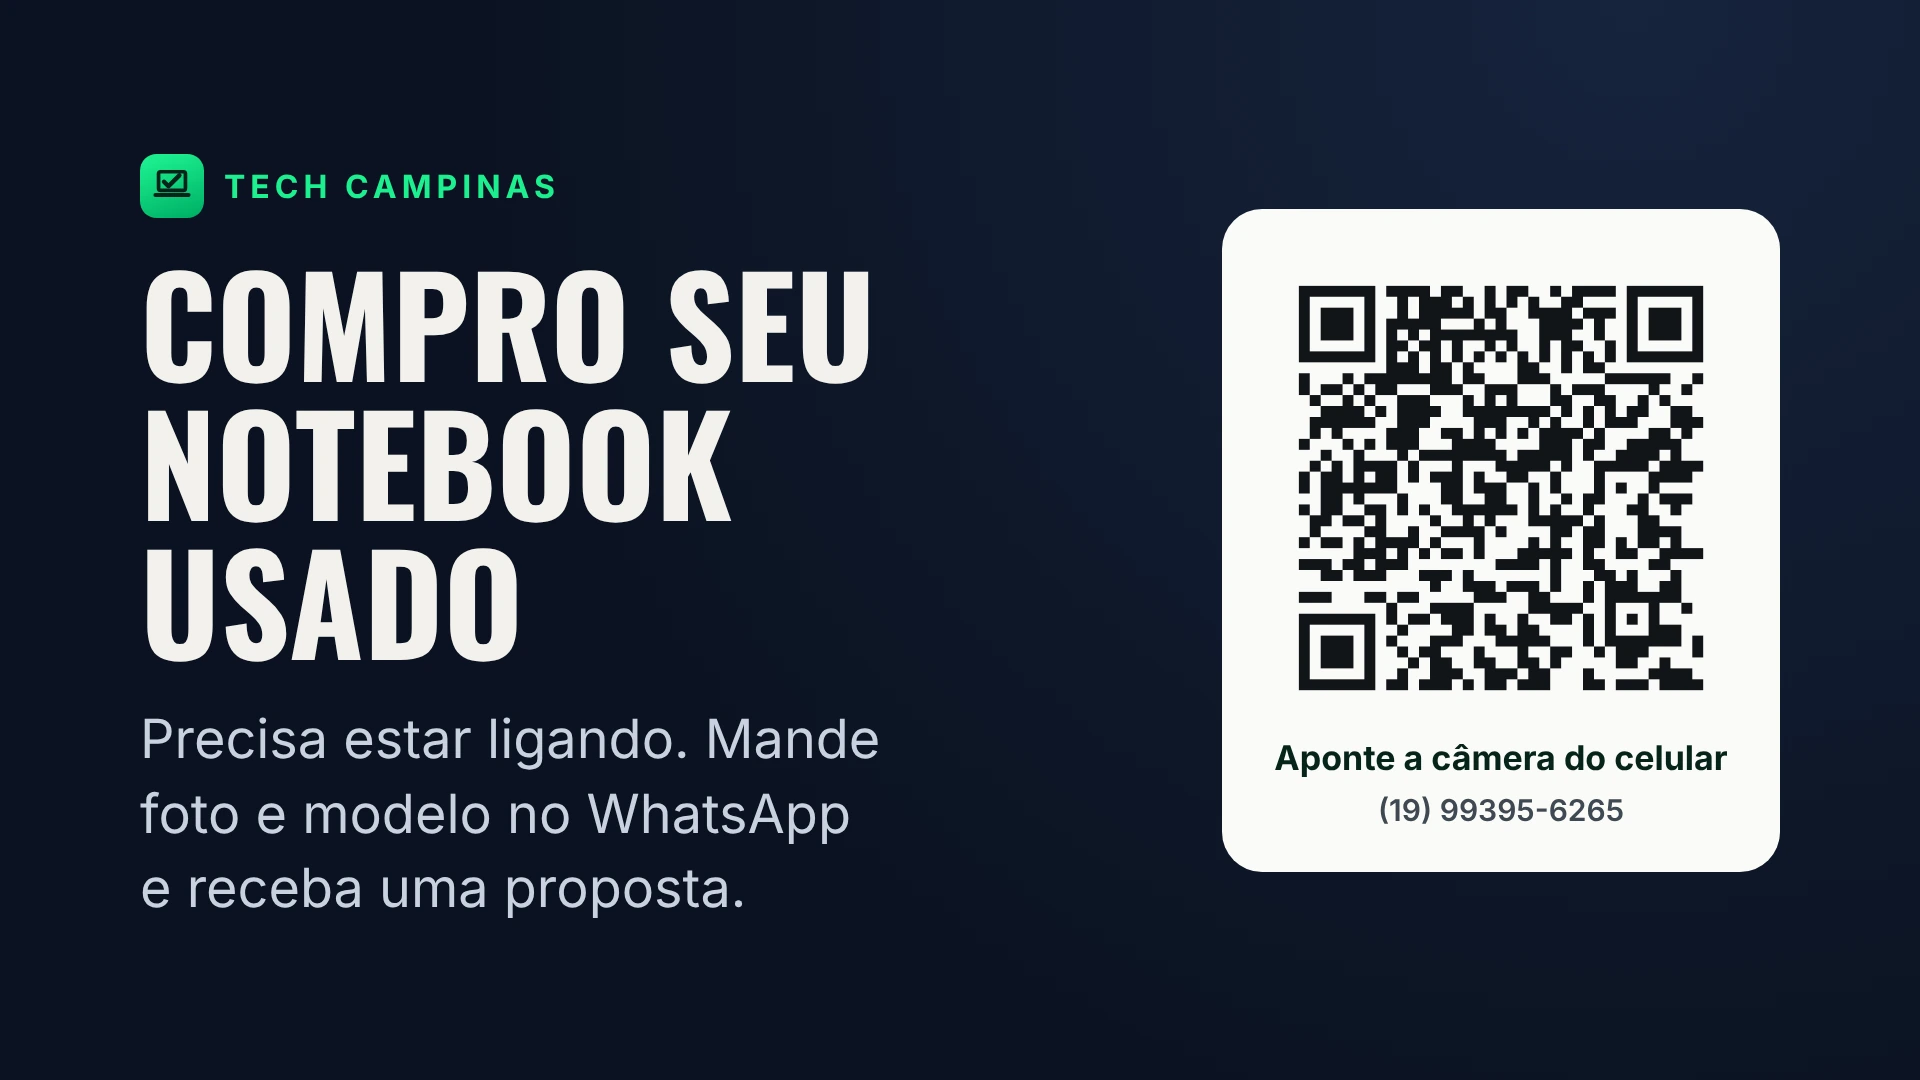 TECH CAMPINAS
COMPRO SEU
NOTEBOOK
USADO
Precisa estar ligando. Mande
foto e modelo no WhatsApp
e receba uma proposta.
Aponte a câmera do celular
(19) 99395-6265